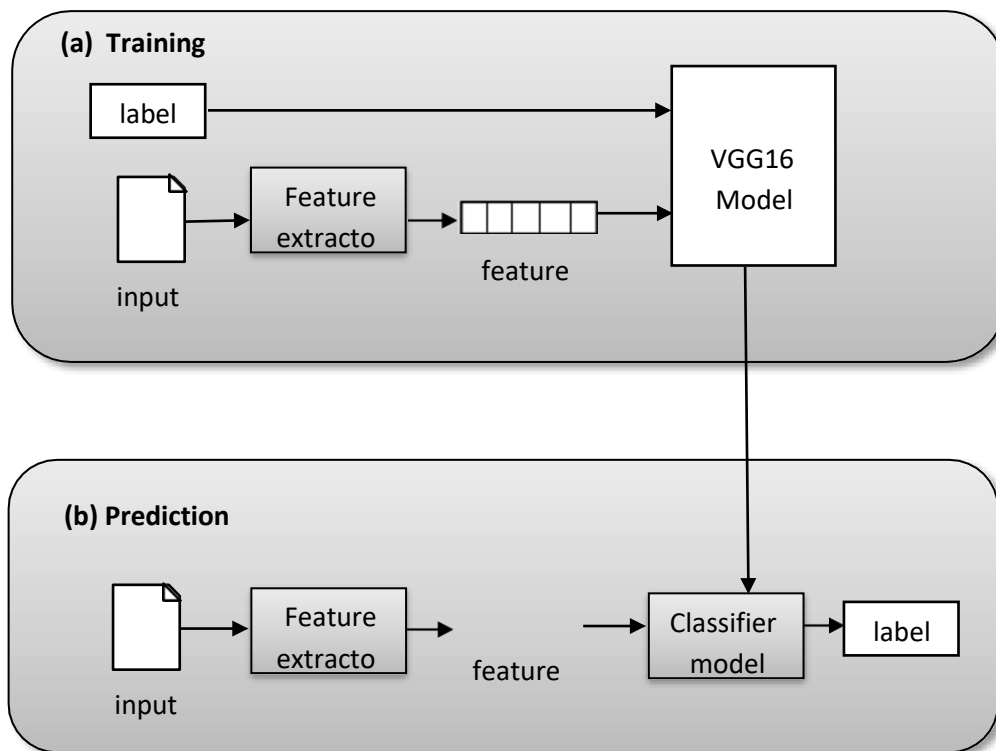 (a) Training
label
VGG16
Model
Feature
extracto
feature
input
(b) Prediction
Feature
extracto
feature
Classifier
model
label
input